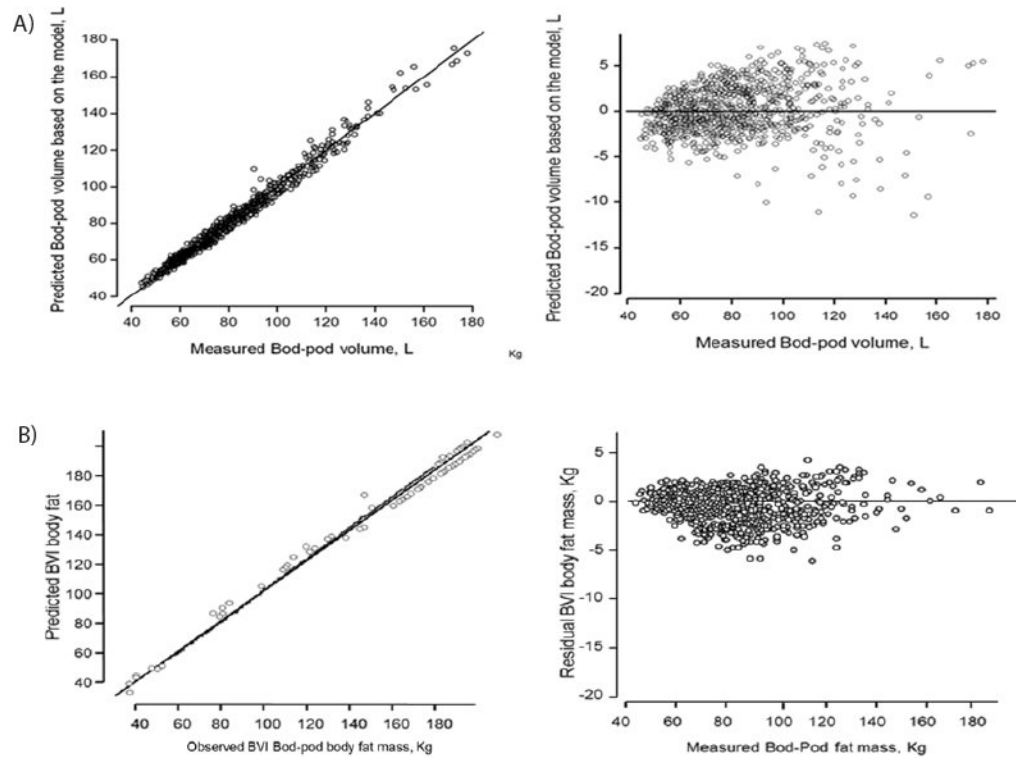 A)
Predicted Bod-pod volume based on the model, L
180
160
140
120
100
80
60
40
40 60 80 100 120 140 160 180
Measured Bod-pod volume, L
Kg
Predicted Bod-pod volume based on the model, L
5
0
-5
-10
-15
-20
40 60 80 100 120 140 160 180
Measured Bod-pod volume, L
B)
Predicted BVI body fat
180
160
140
120
100
80
60
40
40 60 80 100 120 140 160 180
Observed BVI Bod-pod body fat mass, Kg
Residual BVI body fat mass, Kg
5
0
-5
-10
-15
-20
40 60 80 100 120 140 160 180
Measured Bod-Pod fat mass, Kg